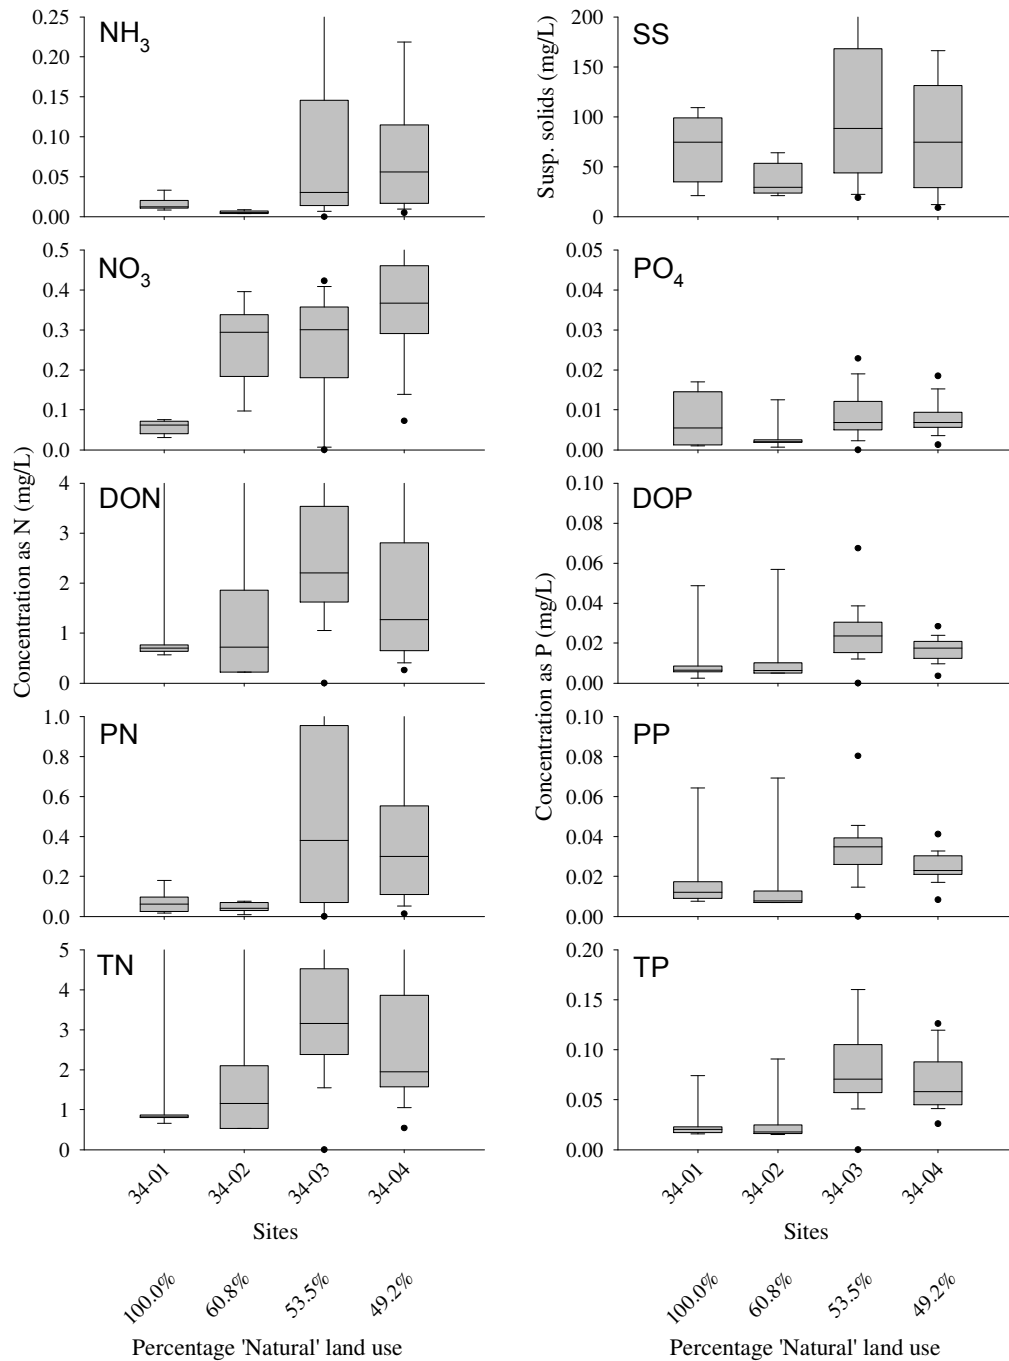 NH3
0.25
0.20
0.15
0.10
0.05
0.00
SS
Susp. solids (mg/L)
200
150
100
50
0
NO3
0.5
0.4
0.3
0.2
0.1
0.0
PO4
0.05
0.04
0.03
0.02
0.01
0.00
Concentration as N (mg/L)
DON
4
3
2
1
0
Concentration as P (mg/L)
DOP
0.10
0.08
0.06
0.04
0.02
0.00
PN
1.0
0.8
0.6
0.4
0.2
0.0
PP
0.10
0.08
0.06
0.04
0.02
0.00
TN
5
4
3
2
1
0
TP
0.20
0.15
0.10
0.05
0.00
34-01 34-02 34-03 34-04
Sites
100.0% 60.8% 53.5% 49.2%
Percentage 'Natural' land use
34-01 34-02 34-03 34-04
Sites
100.0% 60.8% 53.5% 49.2%
Percentage 'Natural' land use